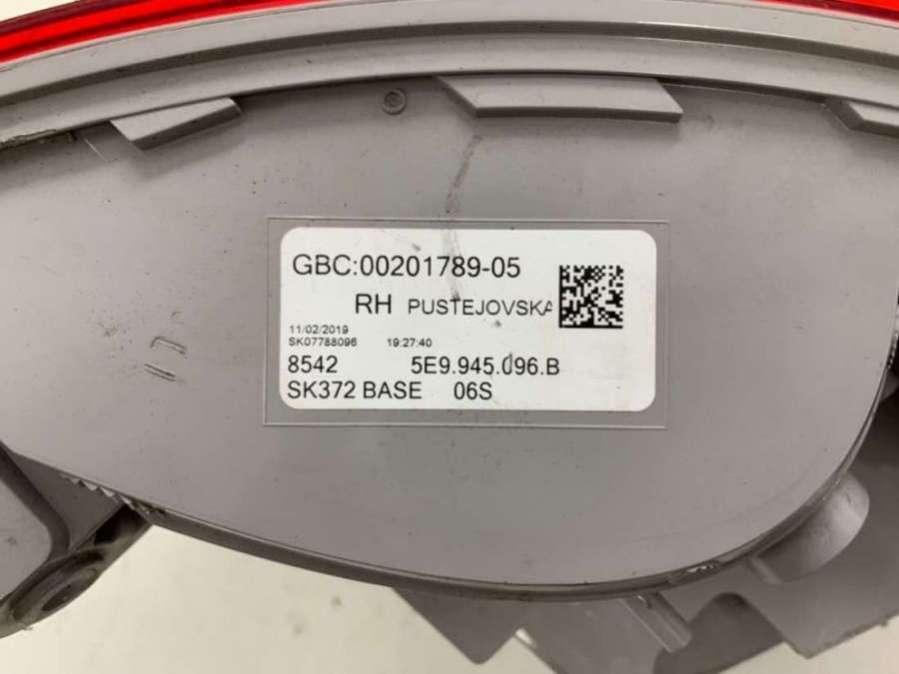 GBC:00201789-05
RH PUSTEJOVSKA
11/02/2019
SK07788096 19:27:40
8542 5E9.945.096.B
SK372 BASE 06S